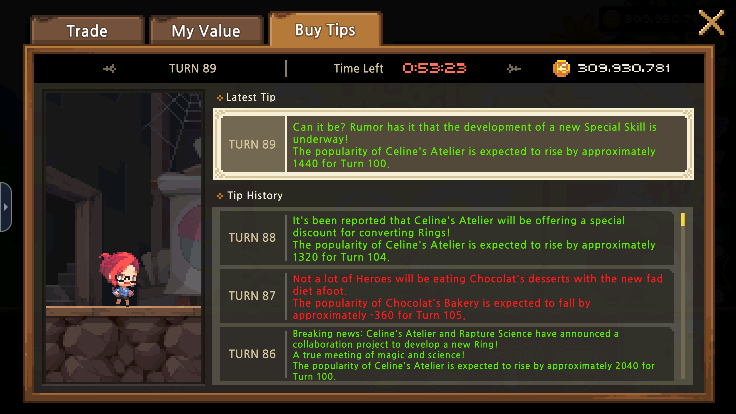 Trade
My Value
Buy Tips
TURN 89
Time Left
0:53:23
309,930,781
Latest Tip
TURN 89
Can it be? Rumor has it that the development of a new Special Skill is
underway!
The popularity of Celine's Atelier is expected to rise by approximately
1440 for Turn 100.
Tip History
TURN 88
It's been reported that Celine's Atelier will be offering a special
discount for converting Rings!
The popularity of Celine's Atelier is expected to rise by approximately
1320 for Turn 104.
TURN 87
Not a lot of Heroes will be eating Chocolat's desserts with the new fad
diet afoot.
The popularity of Chocolat's Bakery is expected to fall by
approximately -360 for Turn 105.
TURN 86
Breaking news: Celine's Atelier and Rapture Science have announced a
collaboration project to develop a new Ring!
A true meeting of magic and science!
The popularity of Celine's Atelier is expected to rise by approximately 2040 for
Turn 100.